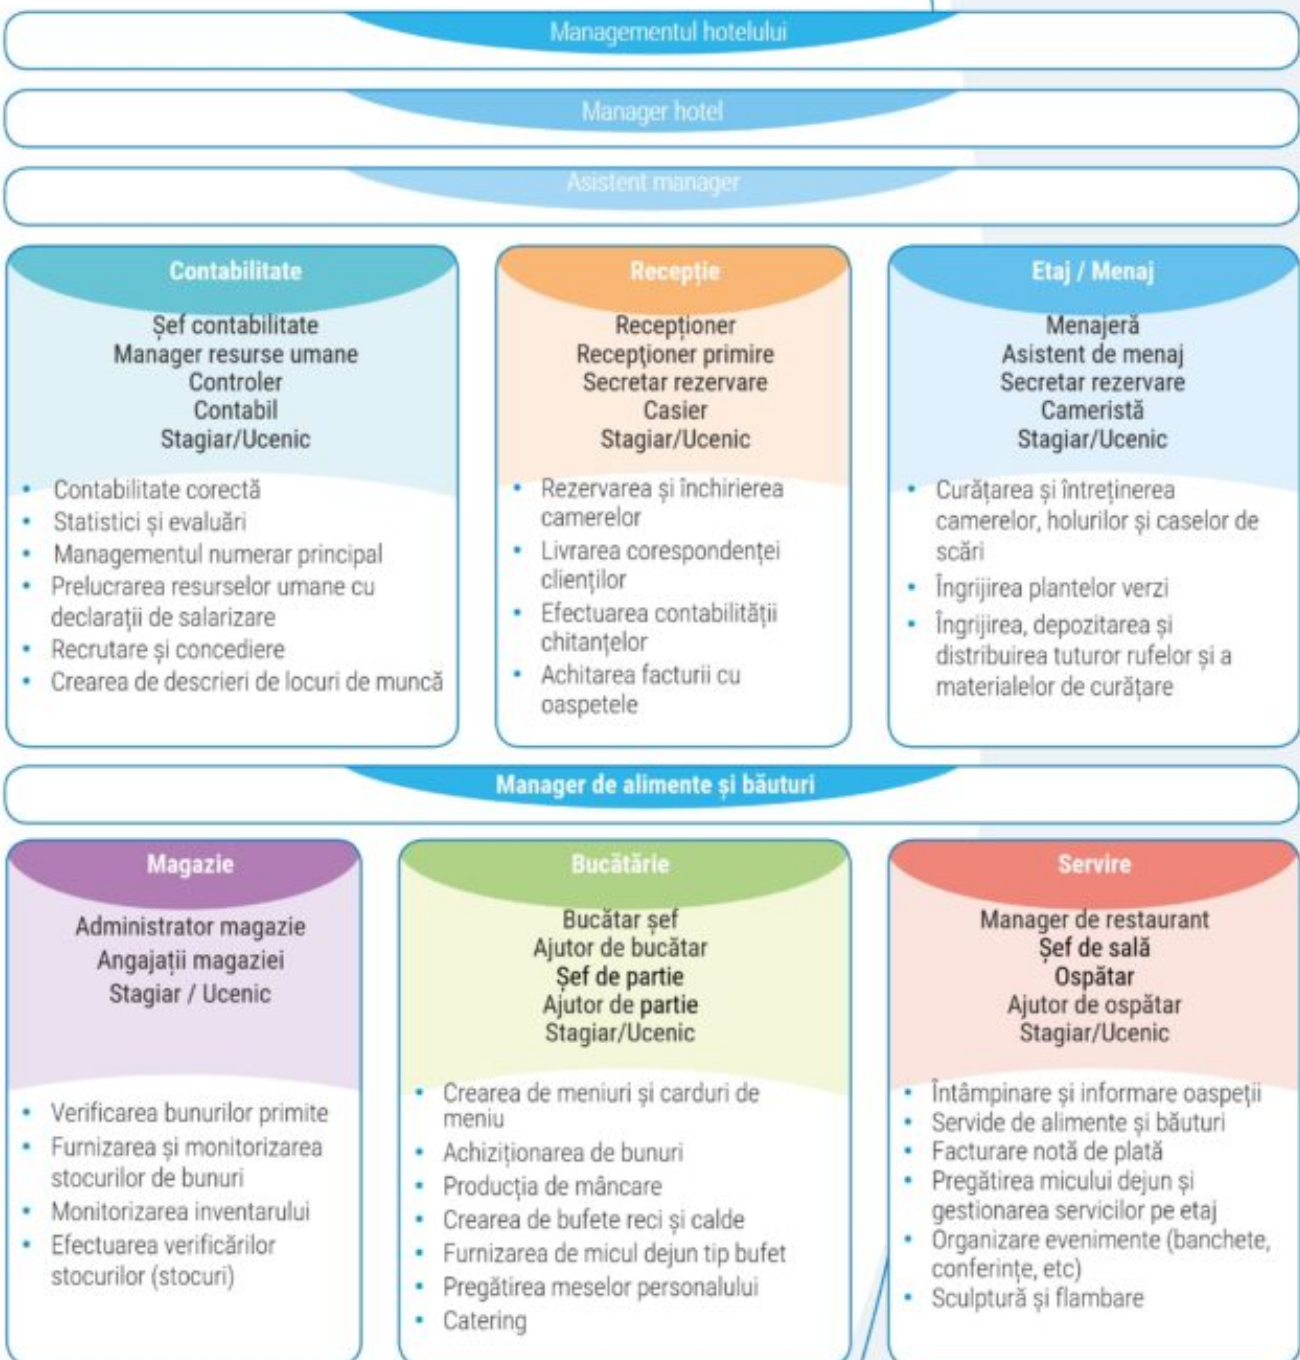 Managementul hotelului
Manager hotel
Asistent manager
Contabilitate
Șef contabilitate
Manager resurse umane
Controler
Contabil
Stagiar/Ucenic
• Contabilitate corectă
• Statistici și evaluări
• Managementul numerar principal
• Prelucrarea resurselor umane cu
declarații de salarizare
• Recrutare și concediere
• Crearea de descrieri de locuri de muncă
Recepție
Recepționer
Recepționer primire
Secretar rezervare
Casier
Stagiar/Ucenic
• Rezervarea și închirierea
camerelor
• Livrarea corespondenței
clienților
• Efectuarea contabilității
chitanțelor
• Achitarea facturii cu
oaspetele
Etaj / Menaj
Menajeră
Asistent de menaj
Secretar rezervare
Cameristă
Stagiar/Ucenic
• Curățarea și întreținerea
camerelor, holurilor și caselor de
scări
• Îngrijirea plantelor verzi
• Îngrijirea, depozitarea și
distribuirea tuturor rufelor și a
materialelor de curățare
Manager de alimente și băuturi
Magazie
Administrator magazie
Angajații magaziei
Stagiar / Ucenic
• Verificarea bunurilor primite
• Furnizarea și monitorizarea
stocurilor de bunuri
• Monitorizarea inventarului
• Efectuarea verificărilor
stocurilor (stocuri)
Bucătărie
Bucătar șef
Ajutor de bucătar
Șef de partie
Ajutor de partie
Stagiar/Ucenic
• Crearea de meniuri și carduri de
meniu
• Achiziționarea de bunuri
• Producția de mâncare
• Crearea de bufete reci și calde
• Furnizarea de micul dejun tip bufet
• Pregătirea meselor personalului
• Catering
Servire
Manager de restaurant
Șef de sală
Ospătar
Ajutor de ospătar
Stagiar/Ucenic
• Întâmpinare și informare oaspeții
• Servide de alimente și băuturi
• Facturare notă de plată
• Pregătirea micului dejun și
gestionarea servicilor pe etaj
• Organizare evenimente (banchete,
conferințe, etc)
• Sculptură și flambare